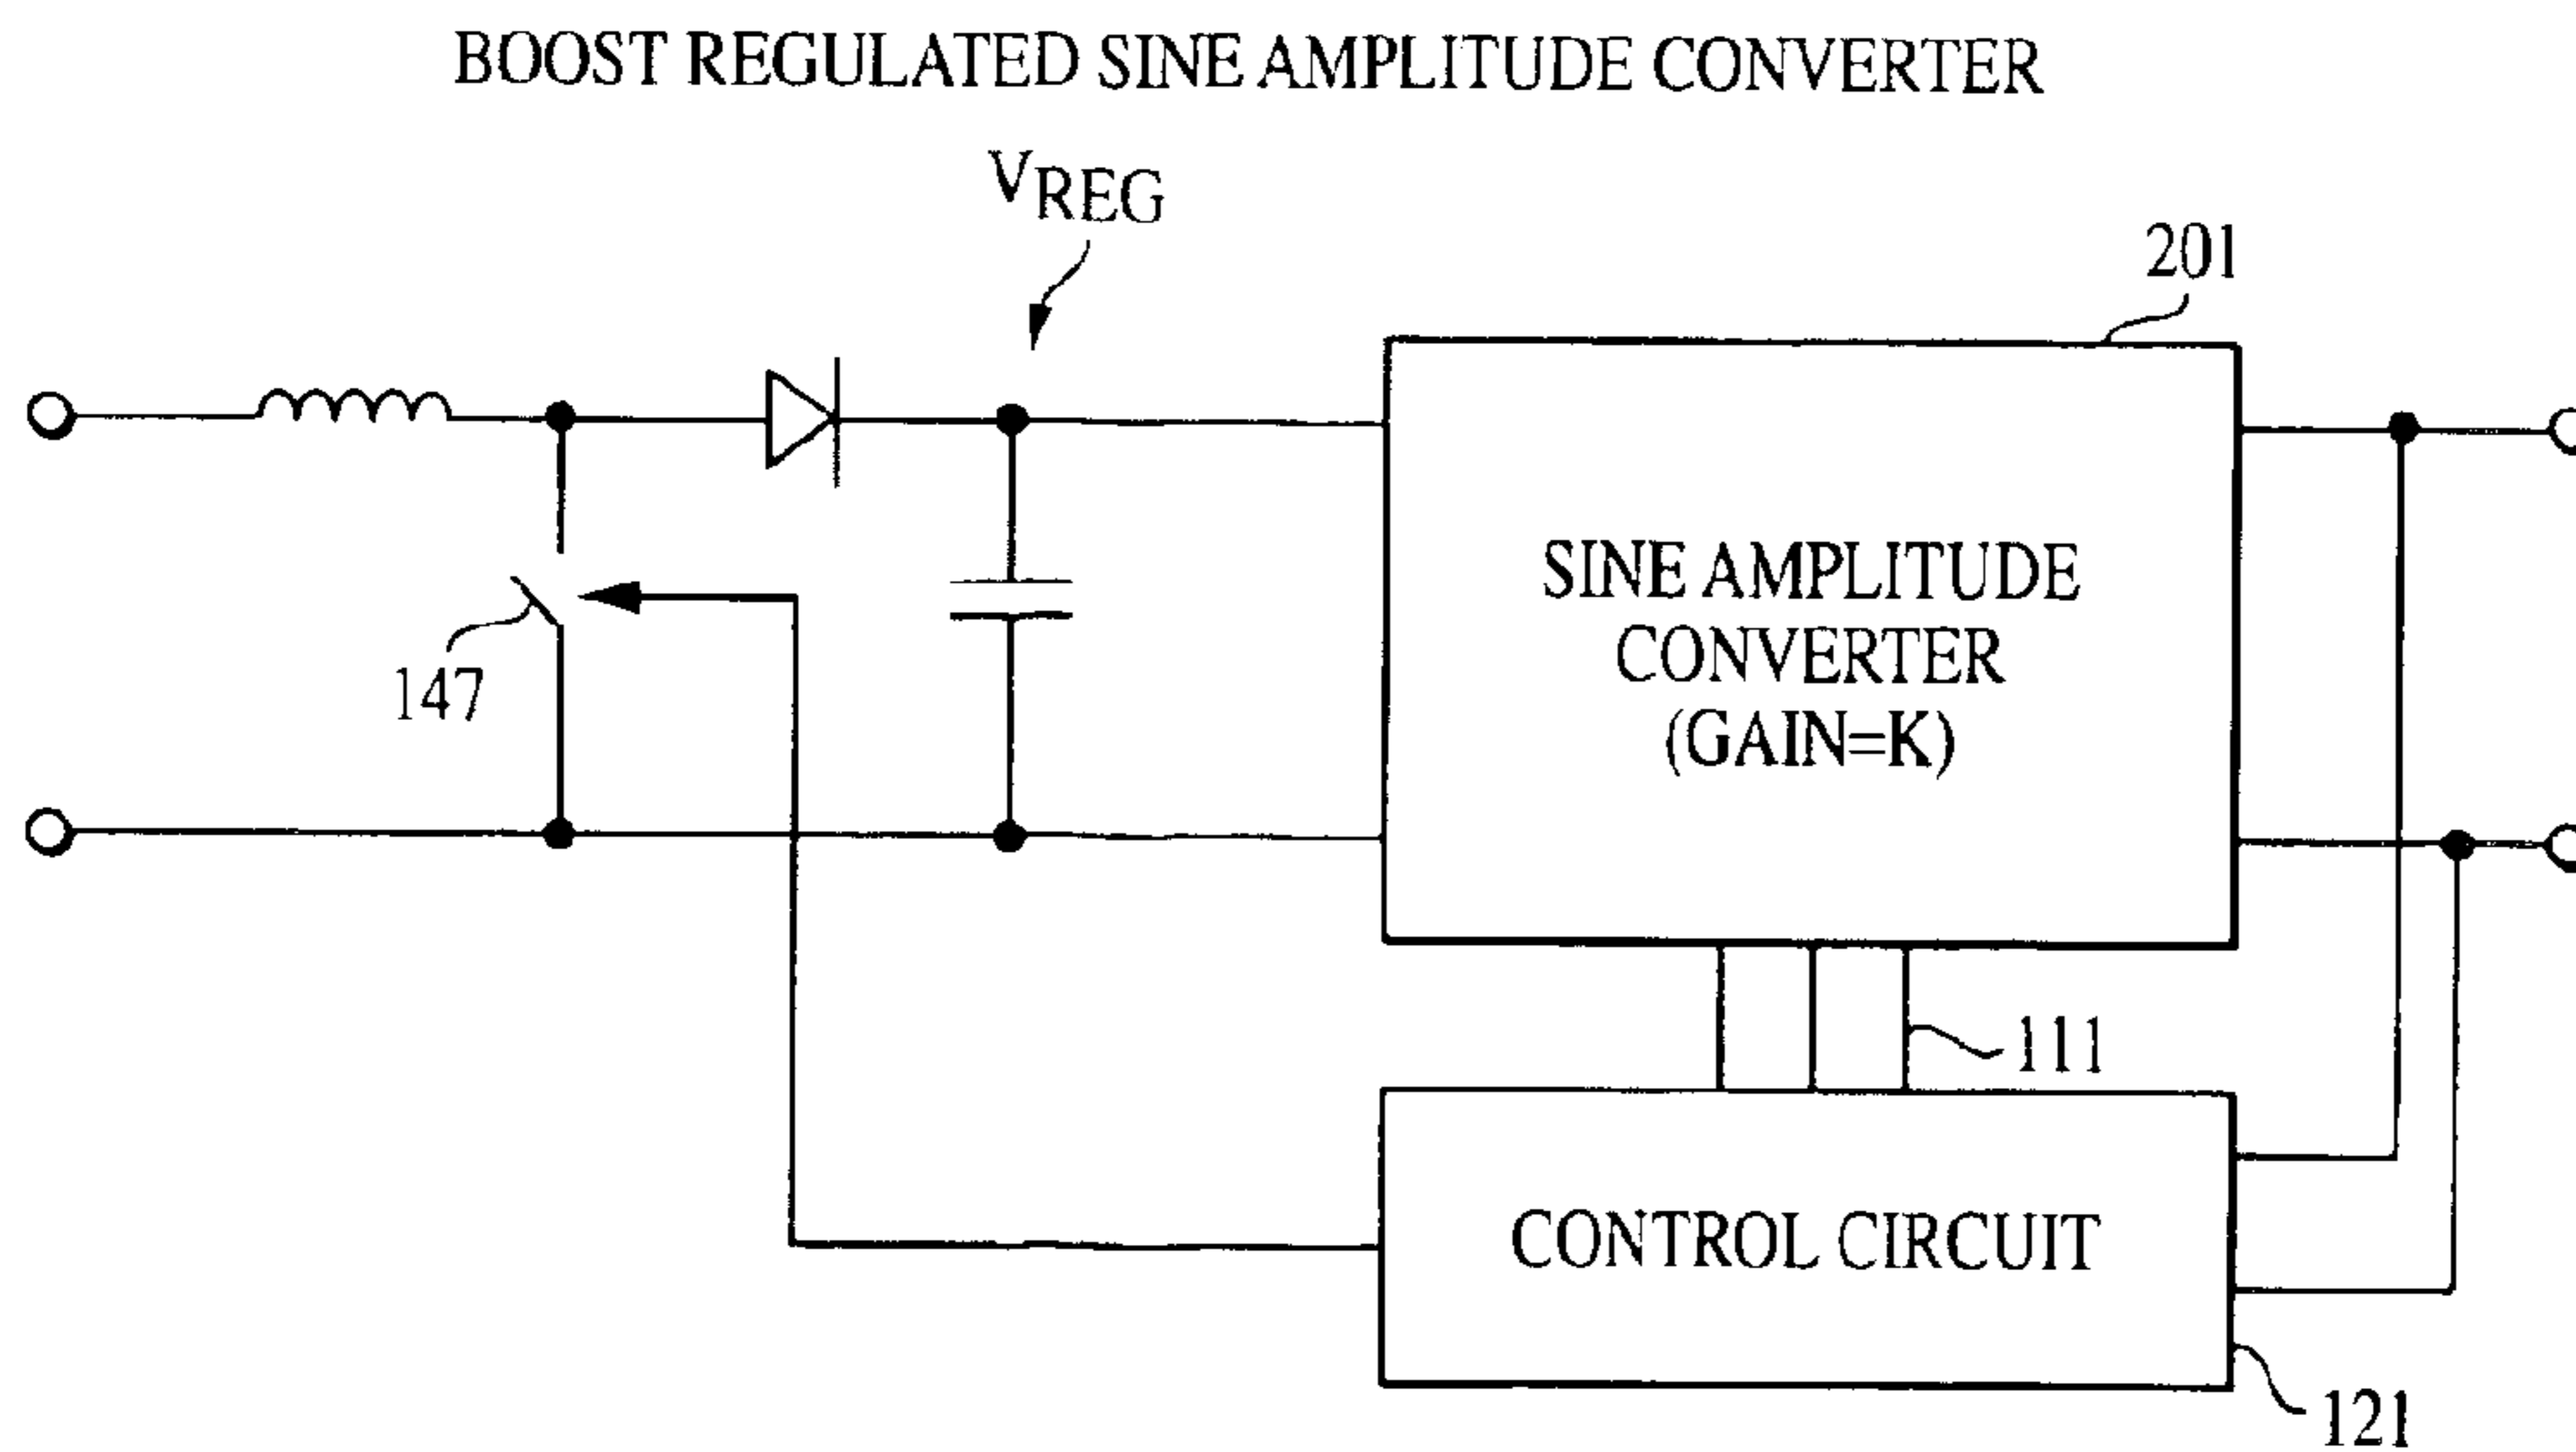 BOOST REGULATED SINE AMPLITUDE CONVERTER
VREG
201
SINE AMPLITUDE
CONVERTER
(GAIN=K)
147
111
CONTROL CIRCUIT
121